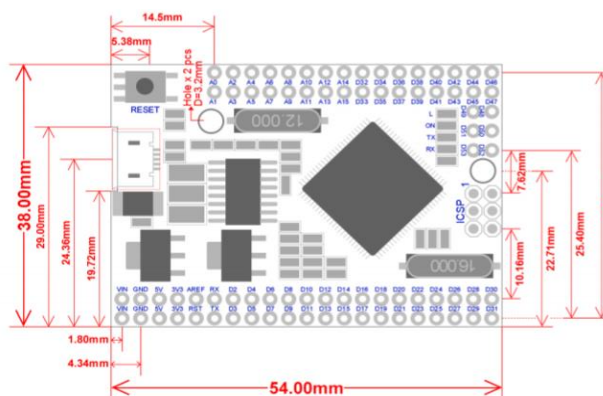 14.5mm
5.38mm
Hole x 2 pcs
D=3.2mm
A0 A2 A4 A6 A8 A10 A12 A14 D32 D34 D36 D38 D40 D42 D44 D46
A1 A3 A5 A7 A9 A11 A13 A15 D33 D35 D37 D39 D41 D43 D45 D47
RESET
12.000
L
ON
TX
RX
D48
D50
D51
1
ICSP
7.62mm
38.00mm
29.00mm
24.36mm
19.72mm
10.16mm
22.71mm
25.40mm
16.000
VIN GND 5V 3V3 AREF RX D2 D4 D6 D8 D10 D12 D14 D16 D18 D20 D22 D24 D26 D28 D30
VIN GND 5V 3V3 RST TX D3 D5 D7 D9 D11 D13 D15 D17 D19 D21 D23 D25 D27 D29 D31
1.80mm
4.34mm
54.00mm